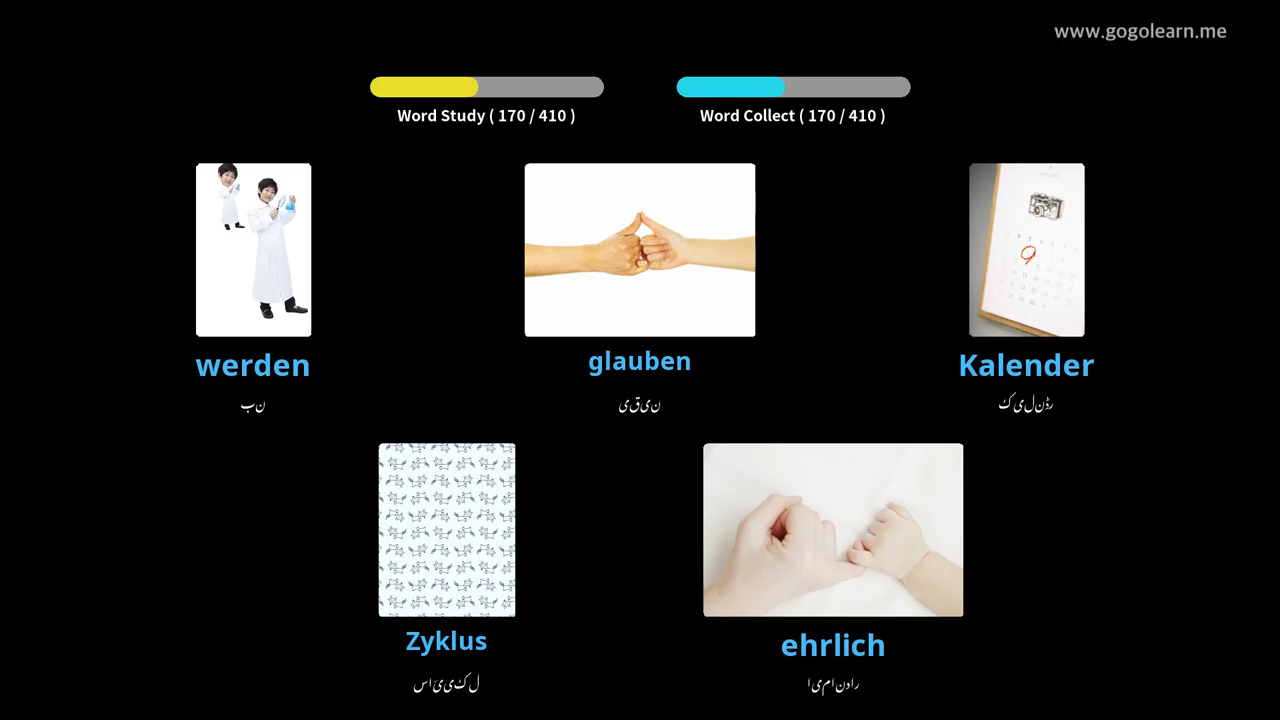 www.gogolearn.me
Word Study ( 170 / 410 )
Word Collect ( 170 / 410 )
werden
بن
glauben
یقین
Kalender
کیلنڈر
Zyklus
سائیکل
ehrlich
ایماندار